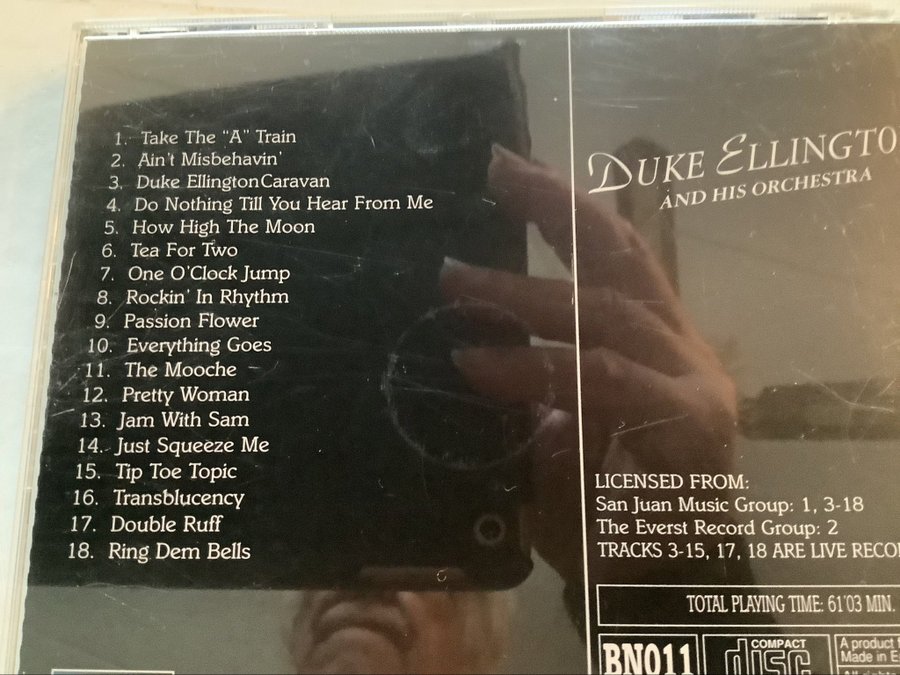 1. Take The "A" Train
2. Ain't Misbehavin'
3. Duke Ellington Caravan
4. Do Nothing Till You Hear From Me
5. How High The Moon
6. Tea For Two
7. One O'Clock Jump
8. Rockin' In Rhythm
9. Passion Flower
10. Everything Goes
11. The Mooche
12. Pretty Woman
13. Jam With Sam
14. Just Squeeze Me
15. Tip Toe Topic
16. Transblucency
17. Double Ruff
18. Ring Dem Bells
DUKE ELLINGTO
AND HIS ORCHESTRA
LICENSED FROM:
San Juan Music Group: 1, 3-18
The Everst Record Group: 2
TRACKS 3-15, 17, 18 ARE LIVE RECO
TOTAL PLAYING TIME: 61'03 MIN.
BN011
COMPACT
disc
A product
Made in